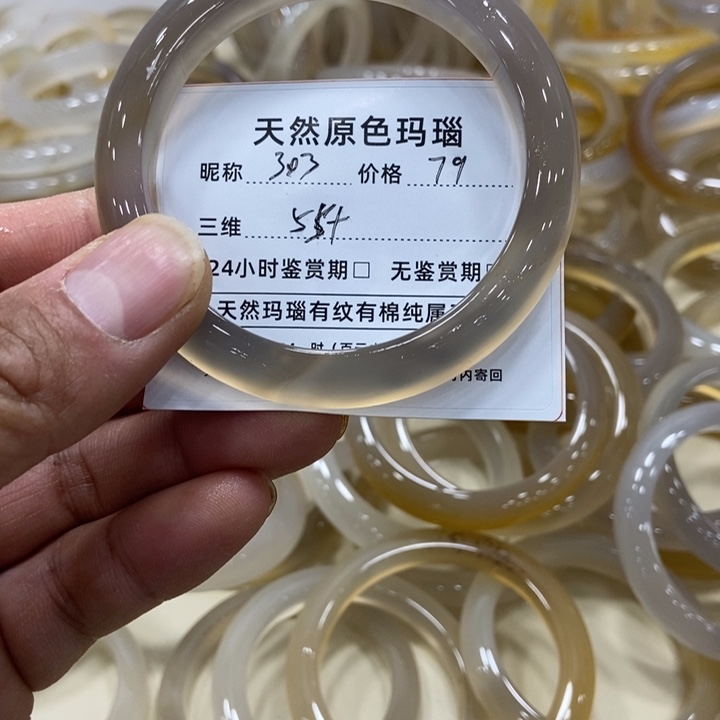 天然原色玛瑙
昵称 303 价格 79
三维
24小时鉴赏期□ 无鉴赏期□
天然玛瑙有纹有棉纯属
时(百
内寄回